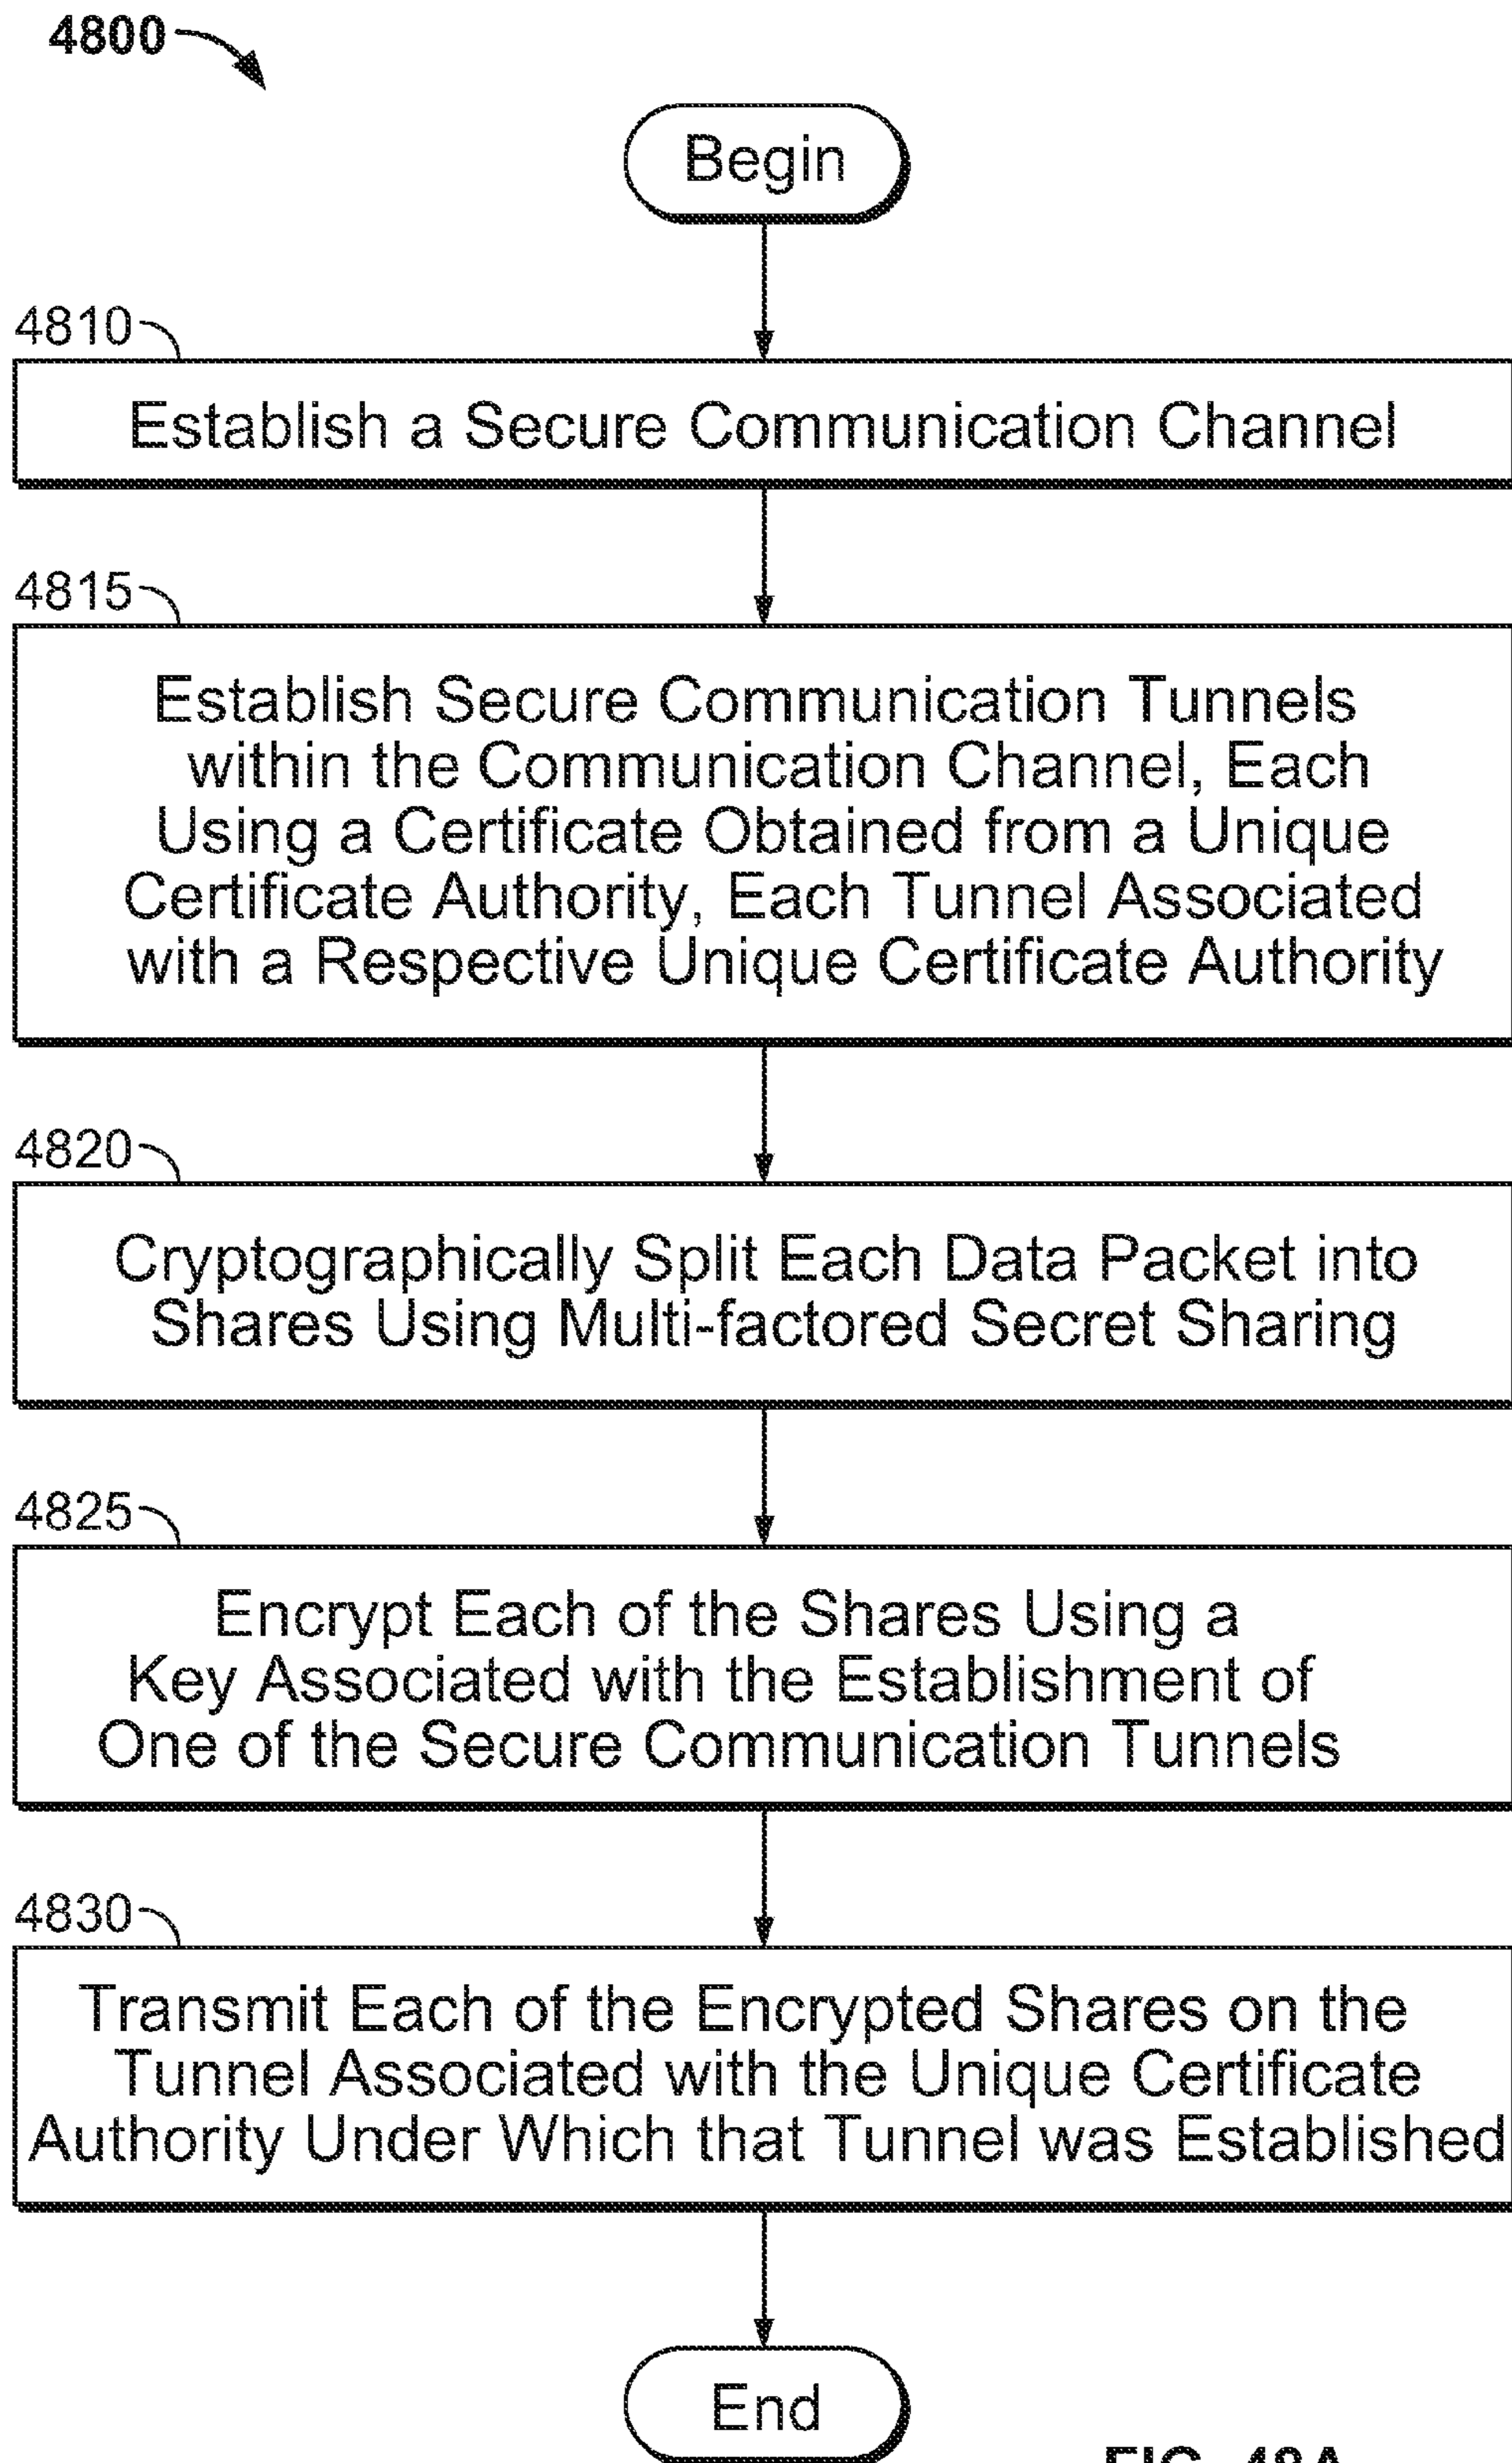 4800
Begin
4810
Establish a Secure Communication Channel
4815
Establish Secure Communication Tunnels
within the Communication Channel, Each
Using a Certificate Obtained from a Unique
Certificate Authority, Each Tunnel Associated
with a Respective Unique Certificate Authority
4820
Cryptographically Split Each Data Packet into
Shares Using Multi-factored Secret Sharing
4825
Encrypt Each of the Shares Using a
Key Associated with the Establishment of
One of the Secure Communication Tunnels
4830
Transmit Each of the Encrypted Shares on the
Tunnel Associated with the Unique Certificate
Authority Under Which that Tunnel was Established
End
FIG. 48A